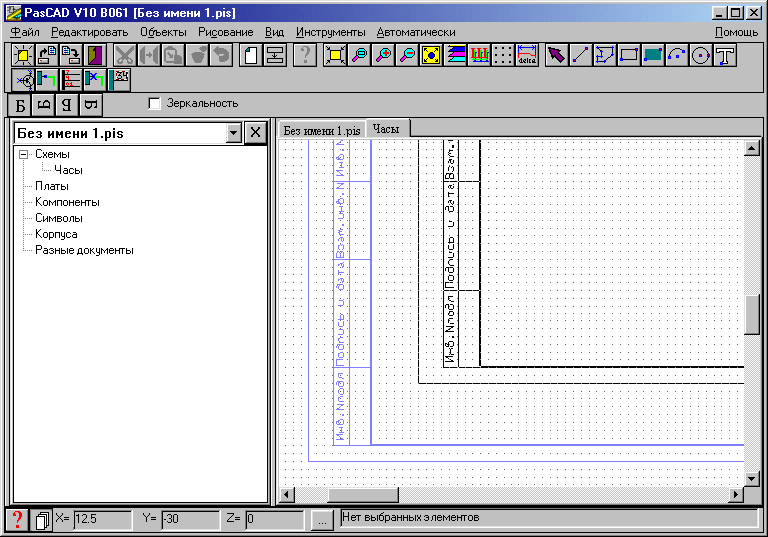 PasCAD V10 B061 [Без имени 1.pis]
Файл Редактировать Объекты Рисование Вид Инструменты Автоматически Помощь
delta
Б Б Я Б Зеркальность
Без имени 1.pis
Схемы
Часы
Платы
Компоненты
Символы
Корпуса
Разные документы
Без имени 1.pis Часы
Инв.Nподл Подпись и дата Взам.инв.N Инв.N
Инв.Nподл Подпись и дата Взам.
X= 12.5 Y= -30 Z= 0 ... Нет выбранных элементов